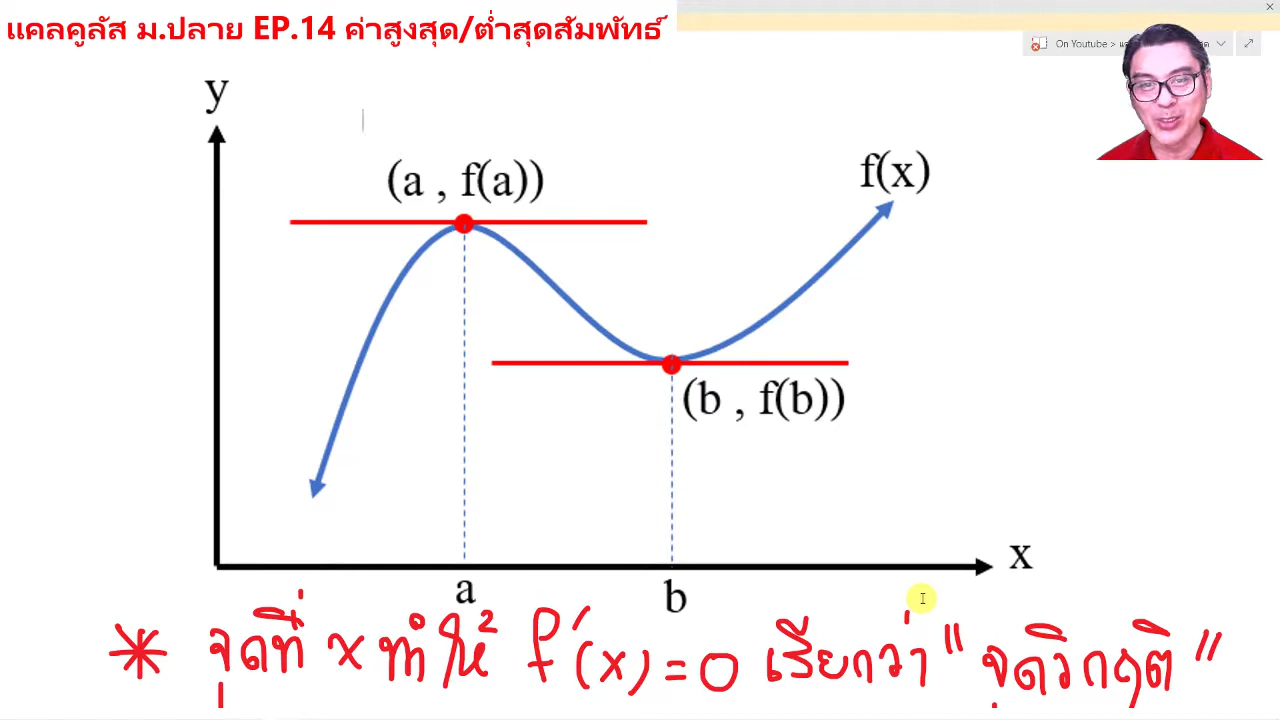 แคลคูลัส ม.ปลาย EP.14 ค่าสูงสุด/ต่ำสุดสัมพัทธ์
On Youtube >
y
(a , f(a))
f(x)
(b , f(b))
x
a
b
* จุดที่ x ทำให้ f′(x) = 0 เรียกว่า "จุดวิกฤติ"